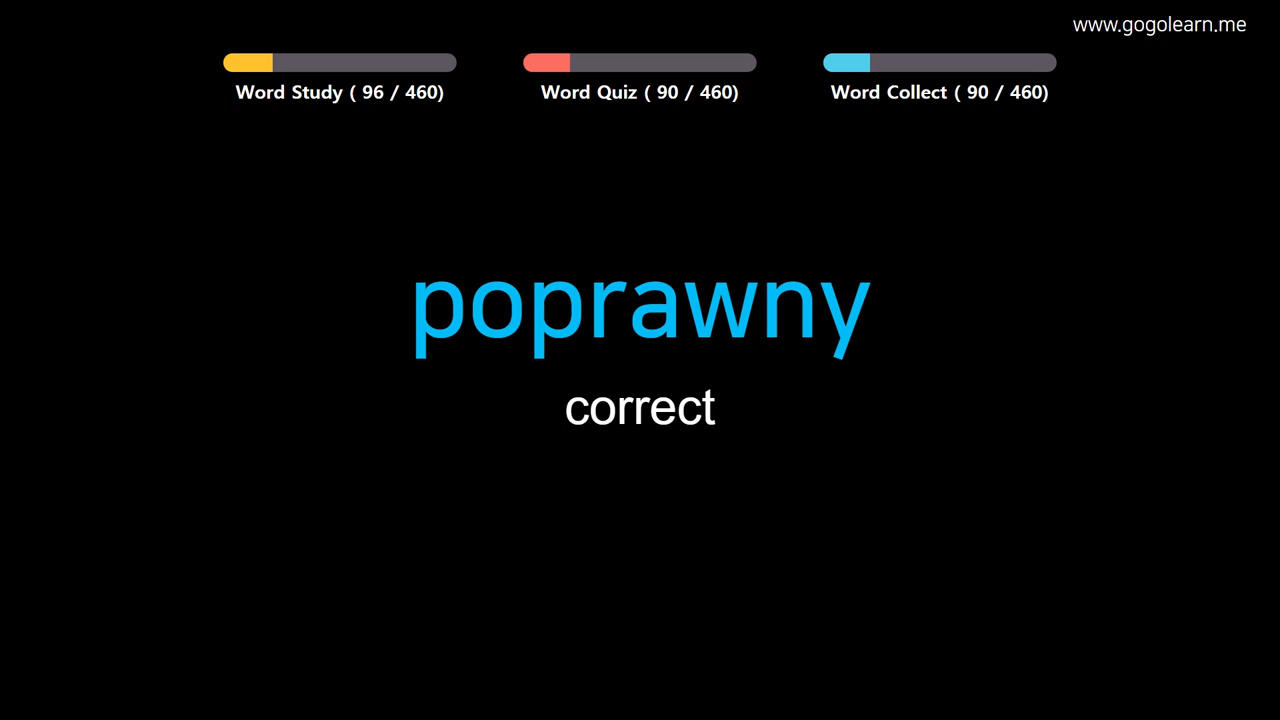 www.gogolearn.me
Word Study ( 96 / 460)
Word Quiz ( 90 / 460)
Word Collect ( 90 / 460)
poprawny
correct